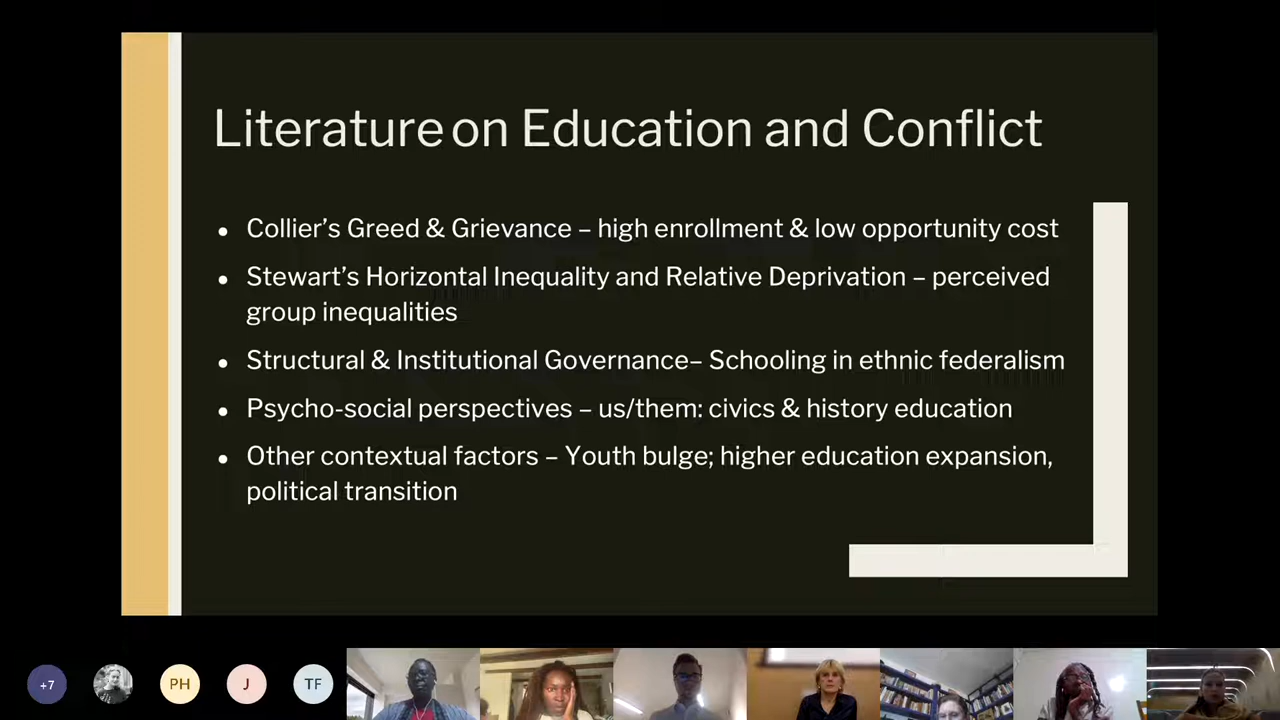 Literature on Education and Conflict
• Collier’s Greed & Grievance – high enrollment & low opportunity cost
• Stewart’s Horizontal Inequality and Relative Deprivation – perceived
group inequalities
• Structural & Institutional Governance– Schooling in ethnic federalism
• Psycho-social perspectives – us/them: civics & history education
• Other contextual factors – Youth bulge; higher education expansion,
political transition
+7
PH
J
TF